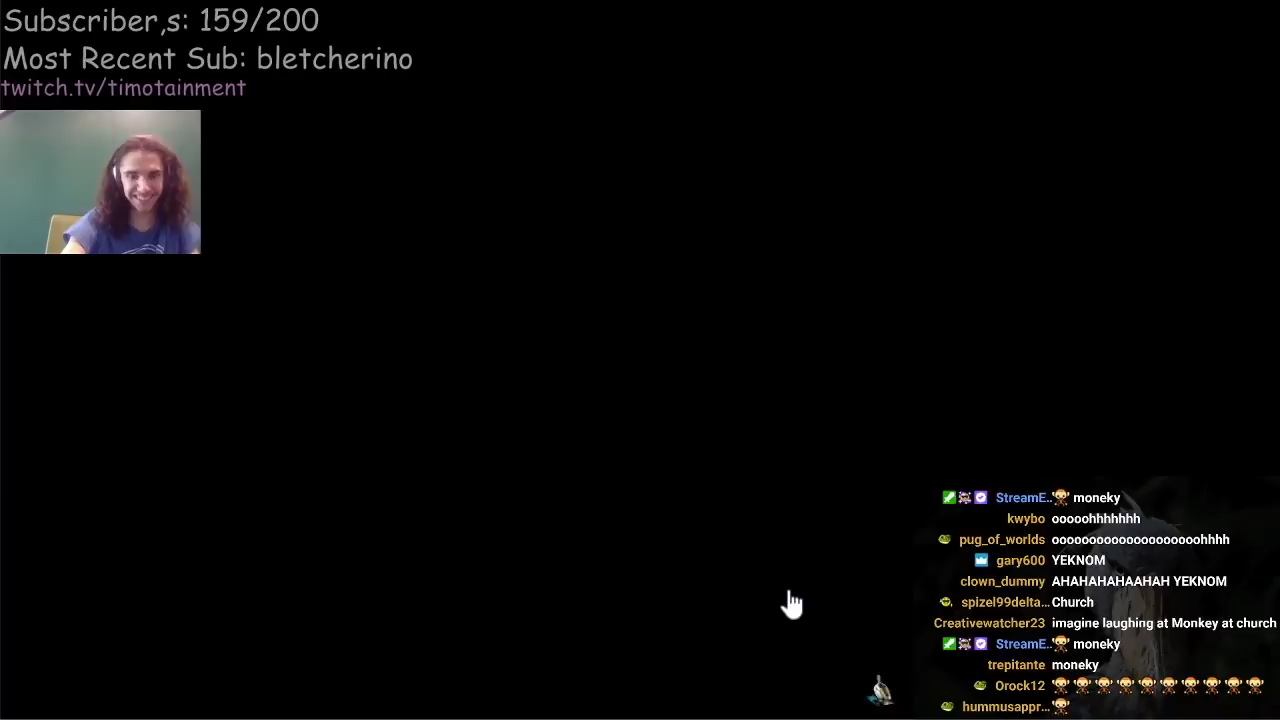 Subscriber,s: 159/200
Most Recent Sub: bletcherino
twitch.tv/timotainment
StreamE.. moneky
kwybo ooooohhhhhhh
pug_of_worlds oooooooooooooooooooohhhh
gary600 YEKNOM
clown_dummy AHAHAHAHAAHAH YEKNOM
spizel99delta... Church
Creativewatcher23 imagine laughing at Monkey at church
StreamE.. moneky
trepitante moneky
Orock12
hummusappr...